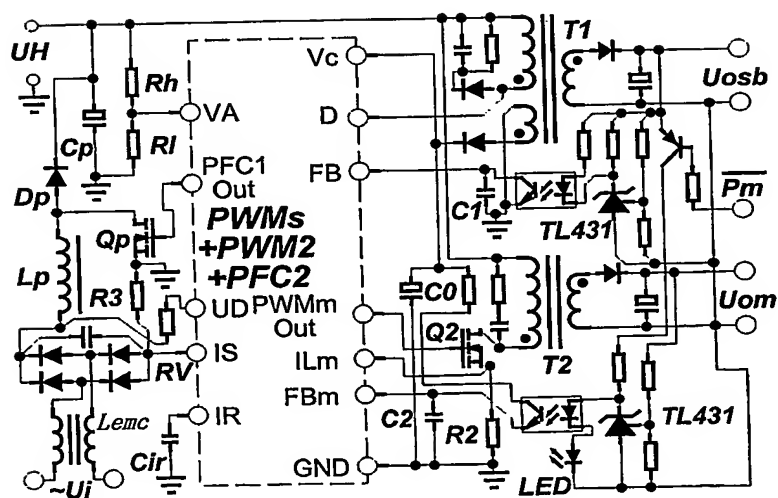 UH
Rh
VA
Cp
Rl
Dp
PFC1
Out
Qp
Lp
R3
PWMs
+PWM2
+PFC2
UD
PWMm
Out
IS
RV
ILm
IR
FBm
Lemc
Cir
GND
~Ui
Vc
D
FB
C1
C0
Q2
C2
R2
T1
Uosb
Pm
TL431
T2
Uom
TL431
LED